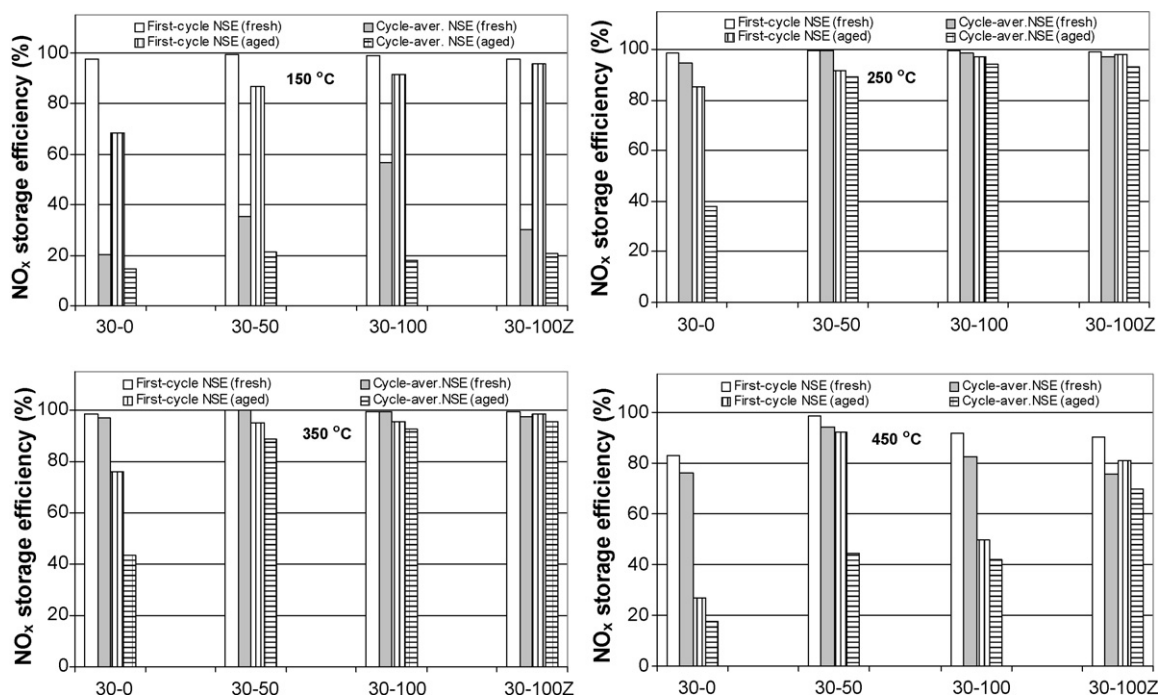 First-cycle NSE (fresh) Cycle-aver. NSE (fresh)
First-cycle NSE (aged) Cycle-aver. NSE (aged)
NOx storage efficiency (%)
150 °C
100
80
60
40
20
0
30-0 30-50 30-100 30-100Z
First-cycle NSE (fresh) Cycle-aver. NSE (fresh)
First-cycle NSE (aged) Cycle-aver. NSE (aged)
NOx storage efficiency (%)
250 °C
100
80
60
40
20
0
30-0 30-50 30-100 30-100Z
First-cycle NSE (fresh) Cycle-aver.NSE (fresh)
First-cycle NSE (aged) Cycle-aver.NSE (aged)
NOx storage efficiency (%)
350 °C
100
80
60
40
20
0
30-0 30-50 30-100 30-100Z
First-cycle NSE (fresh) Cycle-aver.NSE (fresh)
First-cycle NSE (aged) Cycle-aver.NSE (aged)
NOx storage efficiency (%)
450 °C
100
80
60
40
20
0
30-0 30-50 30-100 30-100Z